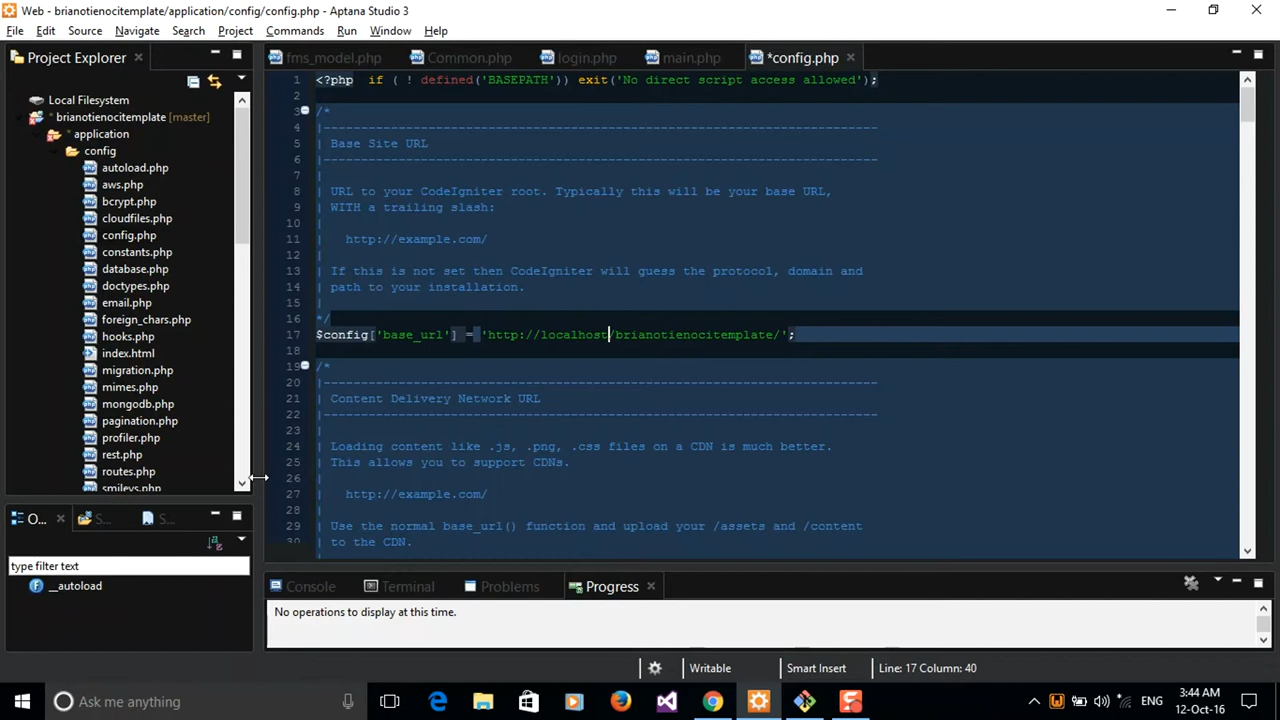 Web - brianotienocitemplate/application/config/config.php - Aptana Studio 3
File Edit Source Navigate Search Project Commands Run Window Help
Project Explorer
fms_model.php Common.php login.php main.php *config.php
Local Filesystem
* brianotienocitemplate [master]
* application
config
autoload.php
aws.php
bcrypt.php
cloudfiles.php
config.php
constants.php
database.php
doctypes.php
email.php
foreign_chars.php
hooks.php
index.html
migration.php
mimes.php
mongodb.php
pagination.php
profiler.php
rest.php
routes.php
smileys.php
1 <?php if ( ! defined('BASEPATH')) exit('No direct script access allowed');
2
3 /*
4 |--------------------------------------------------------------------------
5 | Base Site URL
6 |--------------------------------------------------------------------------
7 |
8 | URL to your CodeIgniter root. Typically this will be your base URL,
9 | WITH a trailing slash:
10 |
11 | http://example.com/
12 |
13 | If this is not set then CodeIgniter will guess the protocol, domain and
14 | path to your installation.
15 |
16 */
17 $config['base_url'] = 'http://localhost/brianotienocitemplate/';
18
19 /*
20 |--------------------------------------------------------------------------
21 | Content Delivery Network URL
22 |--------------------------------------------------------------------------
23 |
24 | Loading content like .js, .png, .css files on a CDN is much better.
25 | This allows you to support CDNs.
26 |
27 | http://example.com/
28 |
29 | Use the normal base_url() function and upload your /assets and /content
30 | to the CDN.
O... S... S...
type filter text
__autoload
Console Terminal Problems Progress
No operations to display at this time.
Writable Smart Insert Line: 17 Column: 40
Ask me anything
ENG
3:44 AM
12-Oct-16